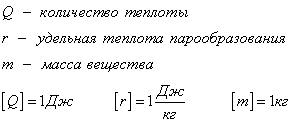 Q – количество теплоты
r – удельная теплота парообразования
m – масса вещества
[Q]=1Дж [r]=1 Дж/кг [m]=1кг